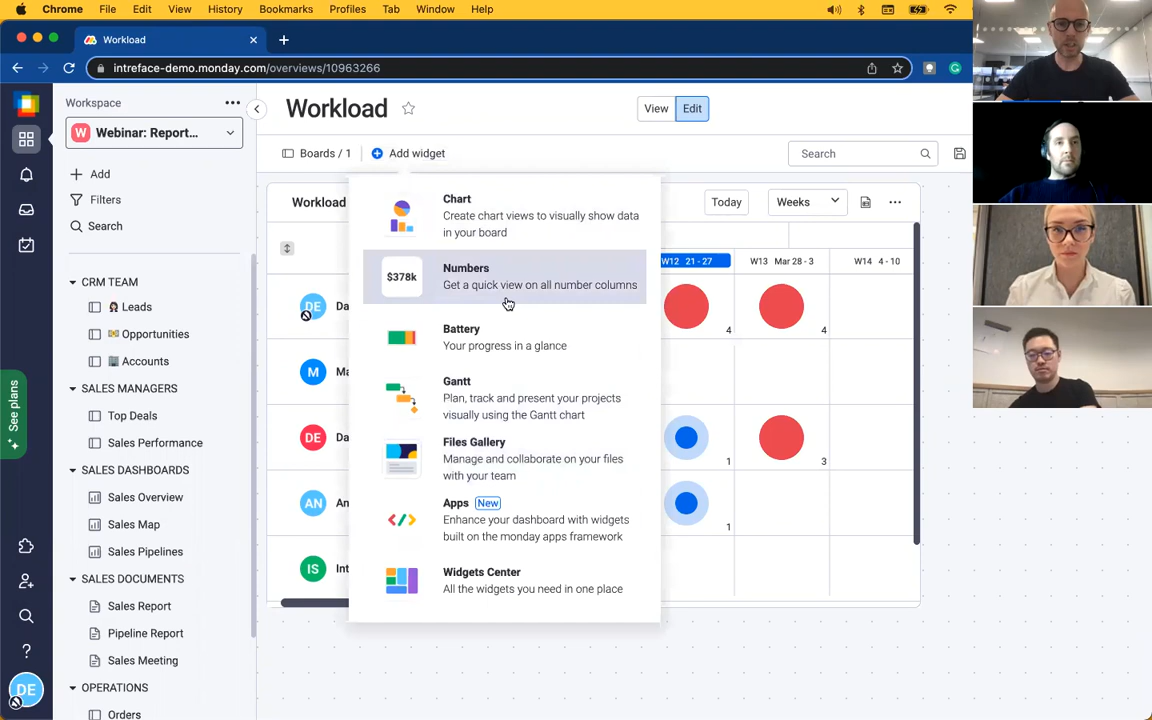 Chrome File Edit View History Bookmarks Profiles Tab Window Help
Workload
intreface-demo.monday.com/overviews/10963266
Workspace
W Webinar: Report...
Add
Filters
Search
CRM TEAM
Leads
Opportunities
Accounts
SALES MANAGERS
Top Deals
Sales Performance
SALES DASHBOARDS
Sales Overview
Sales Map
Sales Pipelines
SALES DOCUMENTS
Sales Report
Pipeline Report
Sales Meeting
OPERATIONS
Orders
See plans
?
DE
Workload
View Edit
Boards / 1 Add widget
Search
Workload
Today Weeks
W12 21 - 27 W13 Mar 28 - 3 W14 4 - 10
DE Da
4 4
M Ma
DE Da
1 3
AN An
1
IS Int
Chart
Create chart views to visually show data
in your board
$378k
Numbers
Get a quick view on all number columns
Battery
Your progress in a glance
Gantt
Plan, track and present your projects
visually using the Gantt chart
Files Gallery
Manage and collaborate on your files
with your team
Apps New
Enhance your dashboard with widgets
built on the monday apps framework
Widgets Center
All the widgets you need in one place